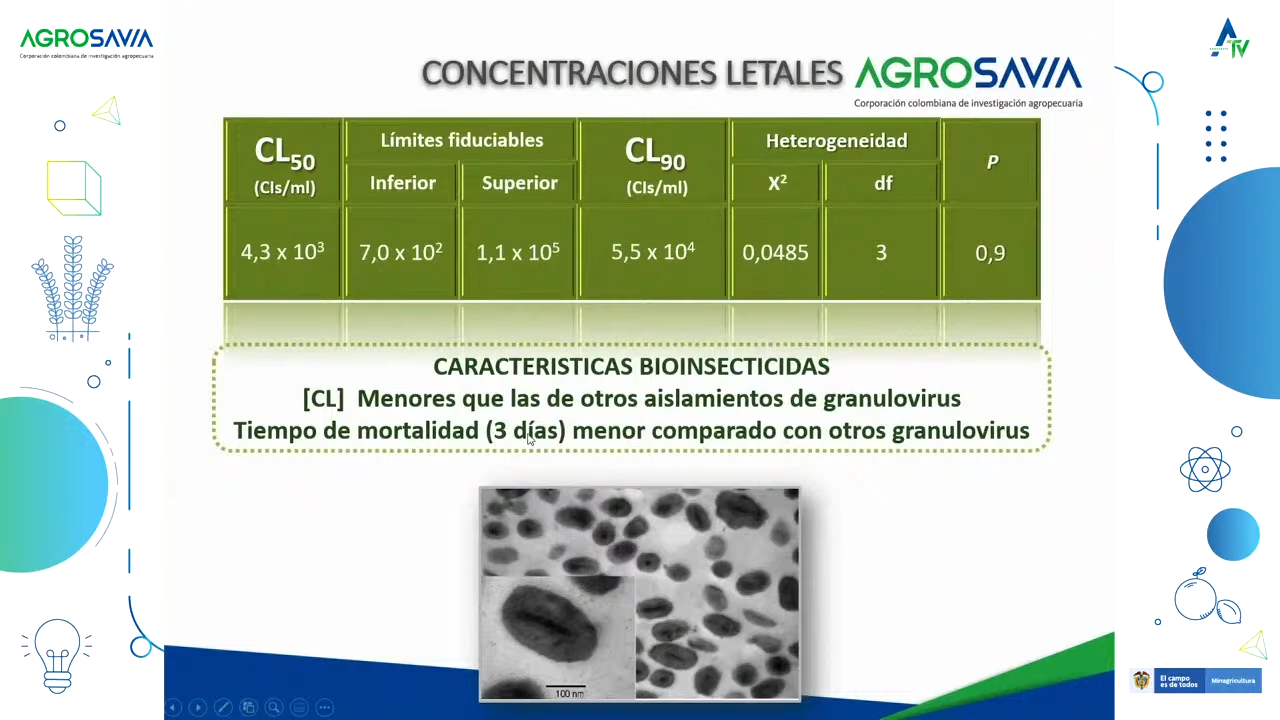 AGROSAVIA
Corporación colombiana de investigación agropecuaria
TV
CONCENTRACIONES LETALES
AGROSAVIA
Corporación colombiana de investigación agropecuaria
CL50 (Cls/ml) Límites fiduciables CL90 (Cls/ml) Heterogeneidad P
Inferior Superior X² df
4,3 x 10³ 7,0 x 10² 1,1 x 10⁵ 5,5 x 10⁴ 0,0485 3 0,9
CARACTERISTICAS BIOINSECTICIDAS
[CL] Menores que las de otros aislamientos de granulovirus
Tiempo de mortalidad (3 días) menor comparado con otros granulovirus
100 nm
El campo
es de todos
Minagricultura